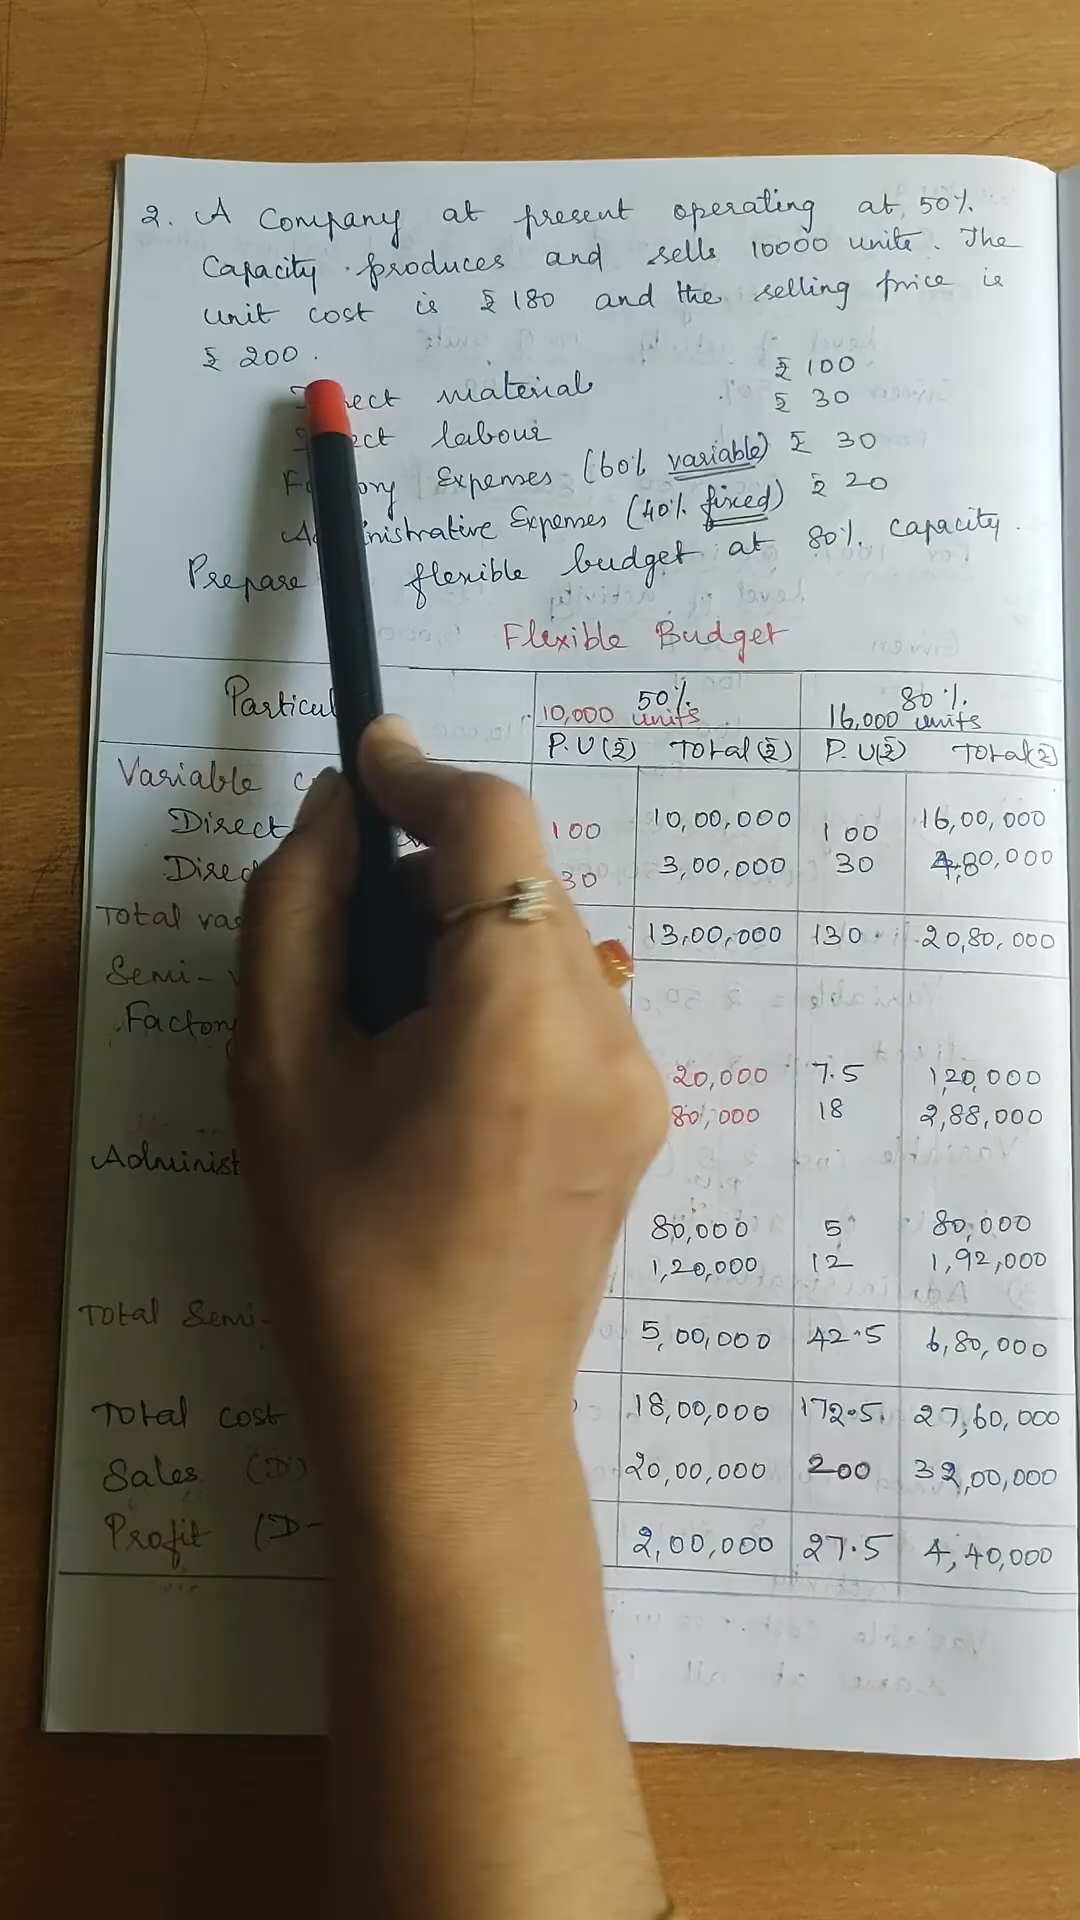 2. A Company at present operating at 50%.
Capacity produces and sells 10000 units. The
unit cost is ₹ 180 and the selling price is
₹ 200.
ect material ₹ 100
ect labour ₹ 30
F ory Expenses (60% variable) ₹ 30
A nistrative Expenses (40% fixed) ₹ 20
Prepare flexible budget at 80% capacity.
Flexible Budget
Particul 50% 80%.
10,000 units 16,000 units
P.U(₹) Total (₹) P.U(₹) Total(₹)
Variable c
Direct 100 10,00,000 100 16,00,000
Direc 30 3,00,000 30 4,80,000
Total va 13,00,000 130 20,80,000
Semi-
Factory
20,000 7.5 1,20,000
80,000 18 2,88,000
Administ
80,000 5 80,000
1,20,000 12 1,92,000
Total Semi- 5,00,000 42.5 6,80,000
Total cost 18,00,000 172.5 27,60,000
Sales (D) 20,00,000 200 32,00,000
Profit (D- 2,00,000 27.5 4,40,000